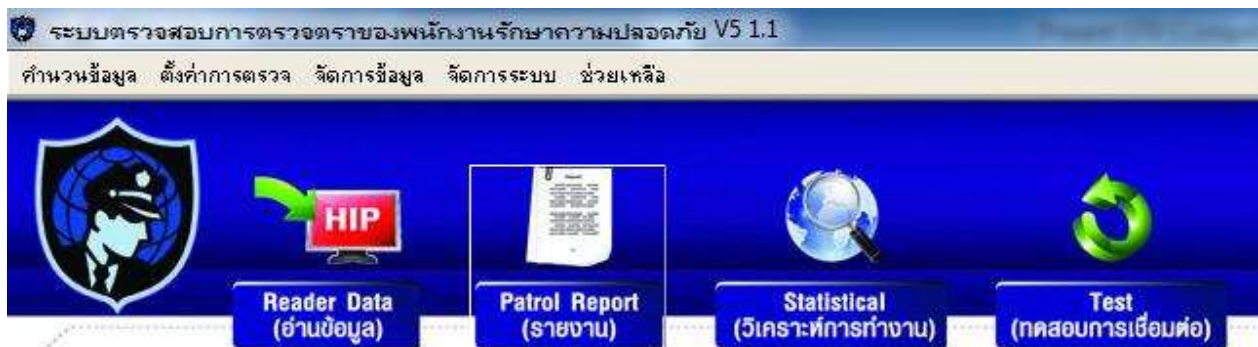 ระบบตรวจสอบการตรวจตราของพนักงานรักษาความปลอดภัย V5 1.1
คำนวนข้อมูล ตั้งค่าการตรวจ จัดการข้อมูล จัดการระบบ ช่วยเหลือ
HIP
Reader Data
(อ่านข้อมูล)
Patrol Report
(รายงาน)
Statistical
(วิเคราะห์การทำงาน)
Test
(ทดสอบการเชื่อมต่อ)